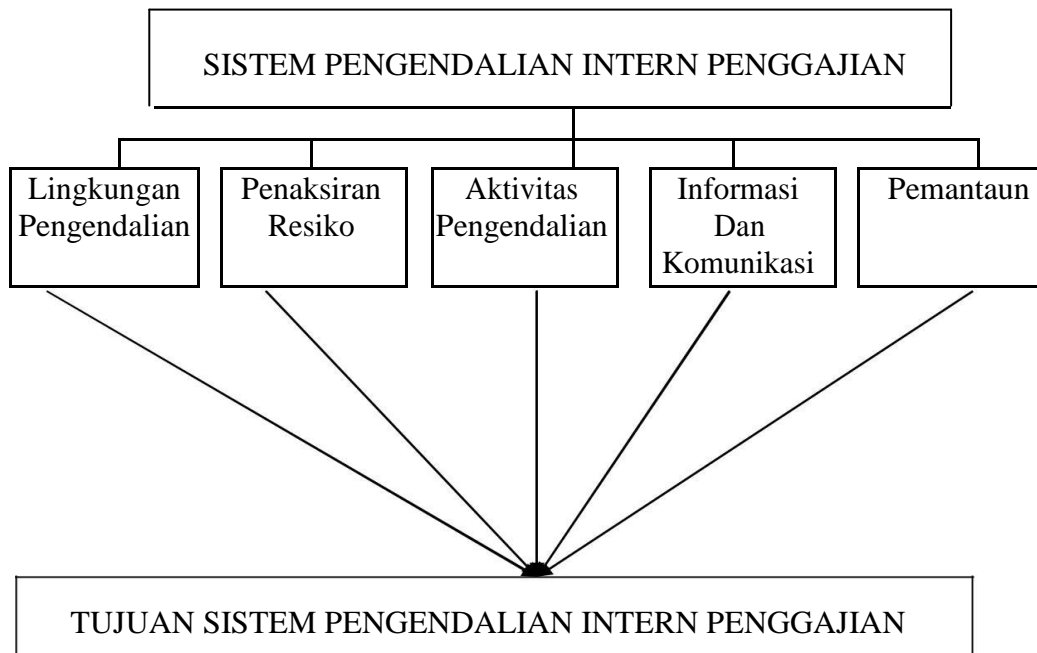 SISTEM PENGENDALIAN INTERN PENGGAJIAN
Lingkungan
Pengendalian
Penaksiran
Resiko
Aktivitas
Pengendalian
Informasi
Dan
Komunikasi
Pemantaun
TUJUAN SISTEM PENGENDALIAN INTERN PENGGAJIAN